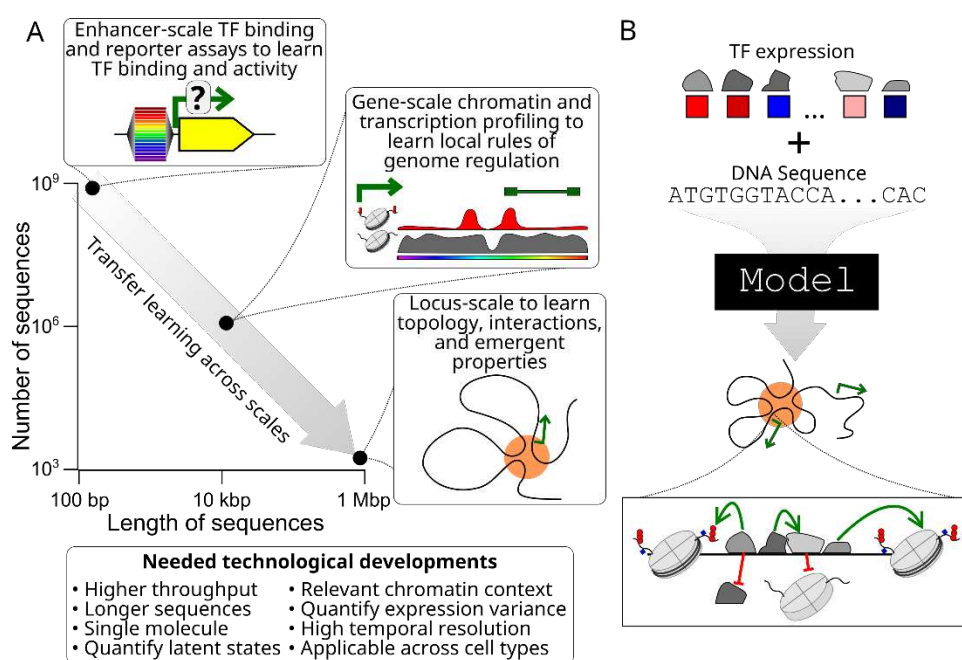 A
Enhancer-scale TF binding
and reporter assays to learn
TF binding and activity
?
Gene-scale chromatin and
transcription profiling to
learn local rules of
genome regulation
Locus-scale to learn
topology, interactions,
and emergent
properties
Number of sequences
10⁹
10⁶
10³
Transfer learning across scales
100 bp
10 kbp
1 Mbp
Length of sequences
Needed technological developments
• Higher throughput
• Longer sequences
• Single molecule
• Quantify latent states
• Relevant chromatin context
• Quantify expression variance
• High temporal resolution
• Applicable across cell types
B
TF expression
...
+
DNA Sequence
ATGTGGTACCA...CAC
Model